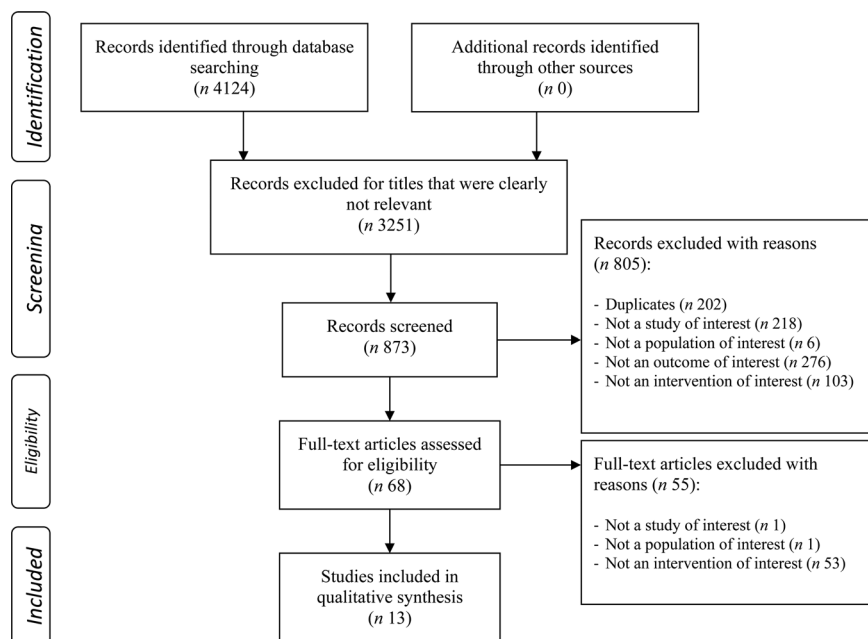 Identification
Records identified through database
searching
(n 4124)
Additional records identified
through other sources
(n 0)
Records excluded for titles that were clearly
not relevant
(n 3251)
Screenina
Records excluded with reasons
(n 805):
- Duplicates (n 202)
- Not a study of interest (n 218)
- Not a population of interest (n 6)
- Not an outcome of interest (n 276)
- Not an intervention of interest (n 103)
Records screened
(n 873)
Eligibility
Full-text articles assessed
for eligibility
(n 68)
Full-text articles excluded with
reasons (n 55):
- Not a study of interest (n 1)
- Not a population of interest (n 1)
- Not an intervention of interest (n 53)
Included
Studies included in
qualitative synthesis
(n 13)